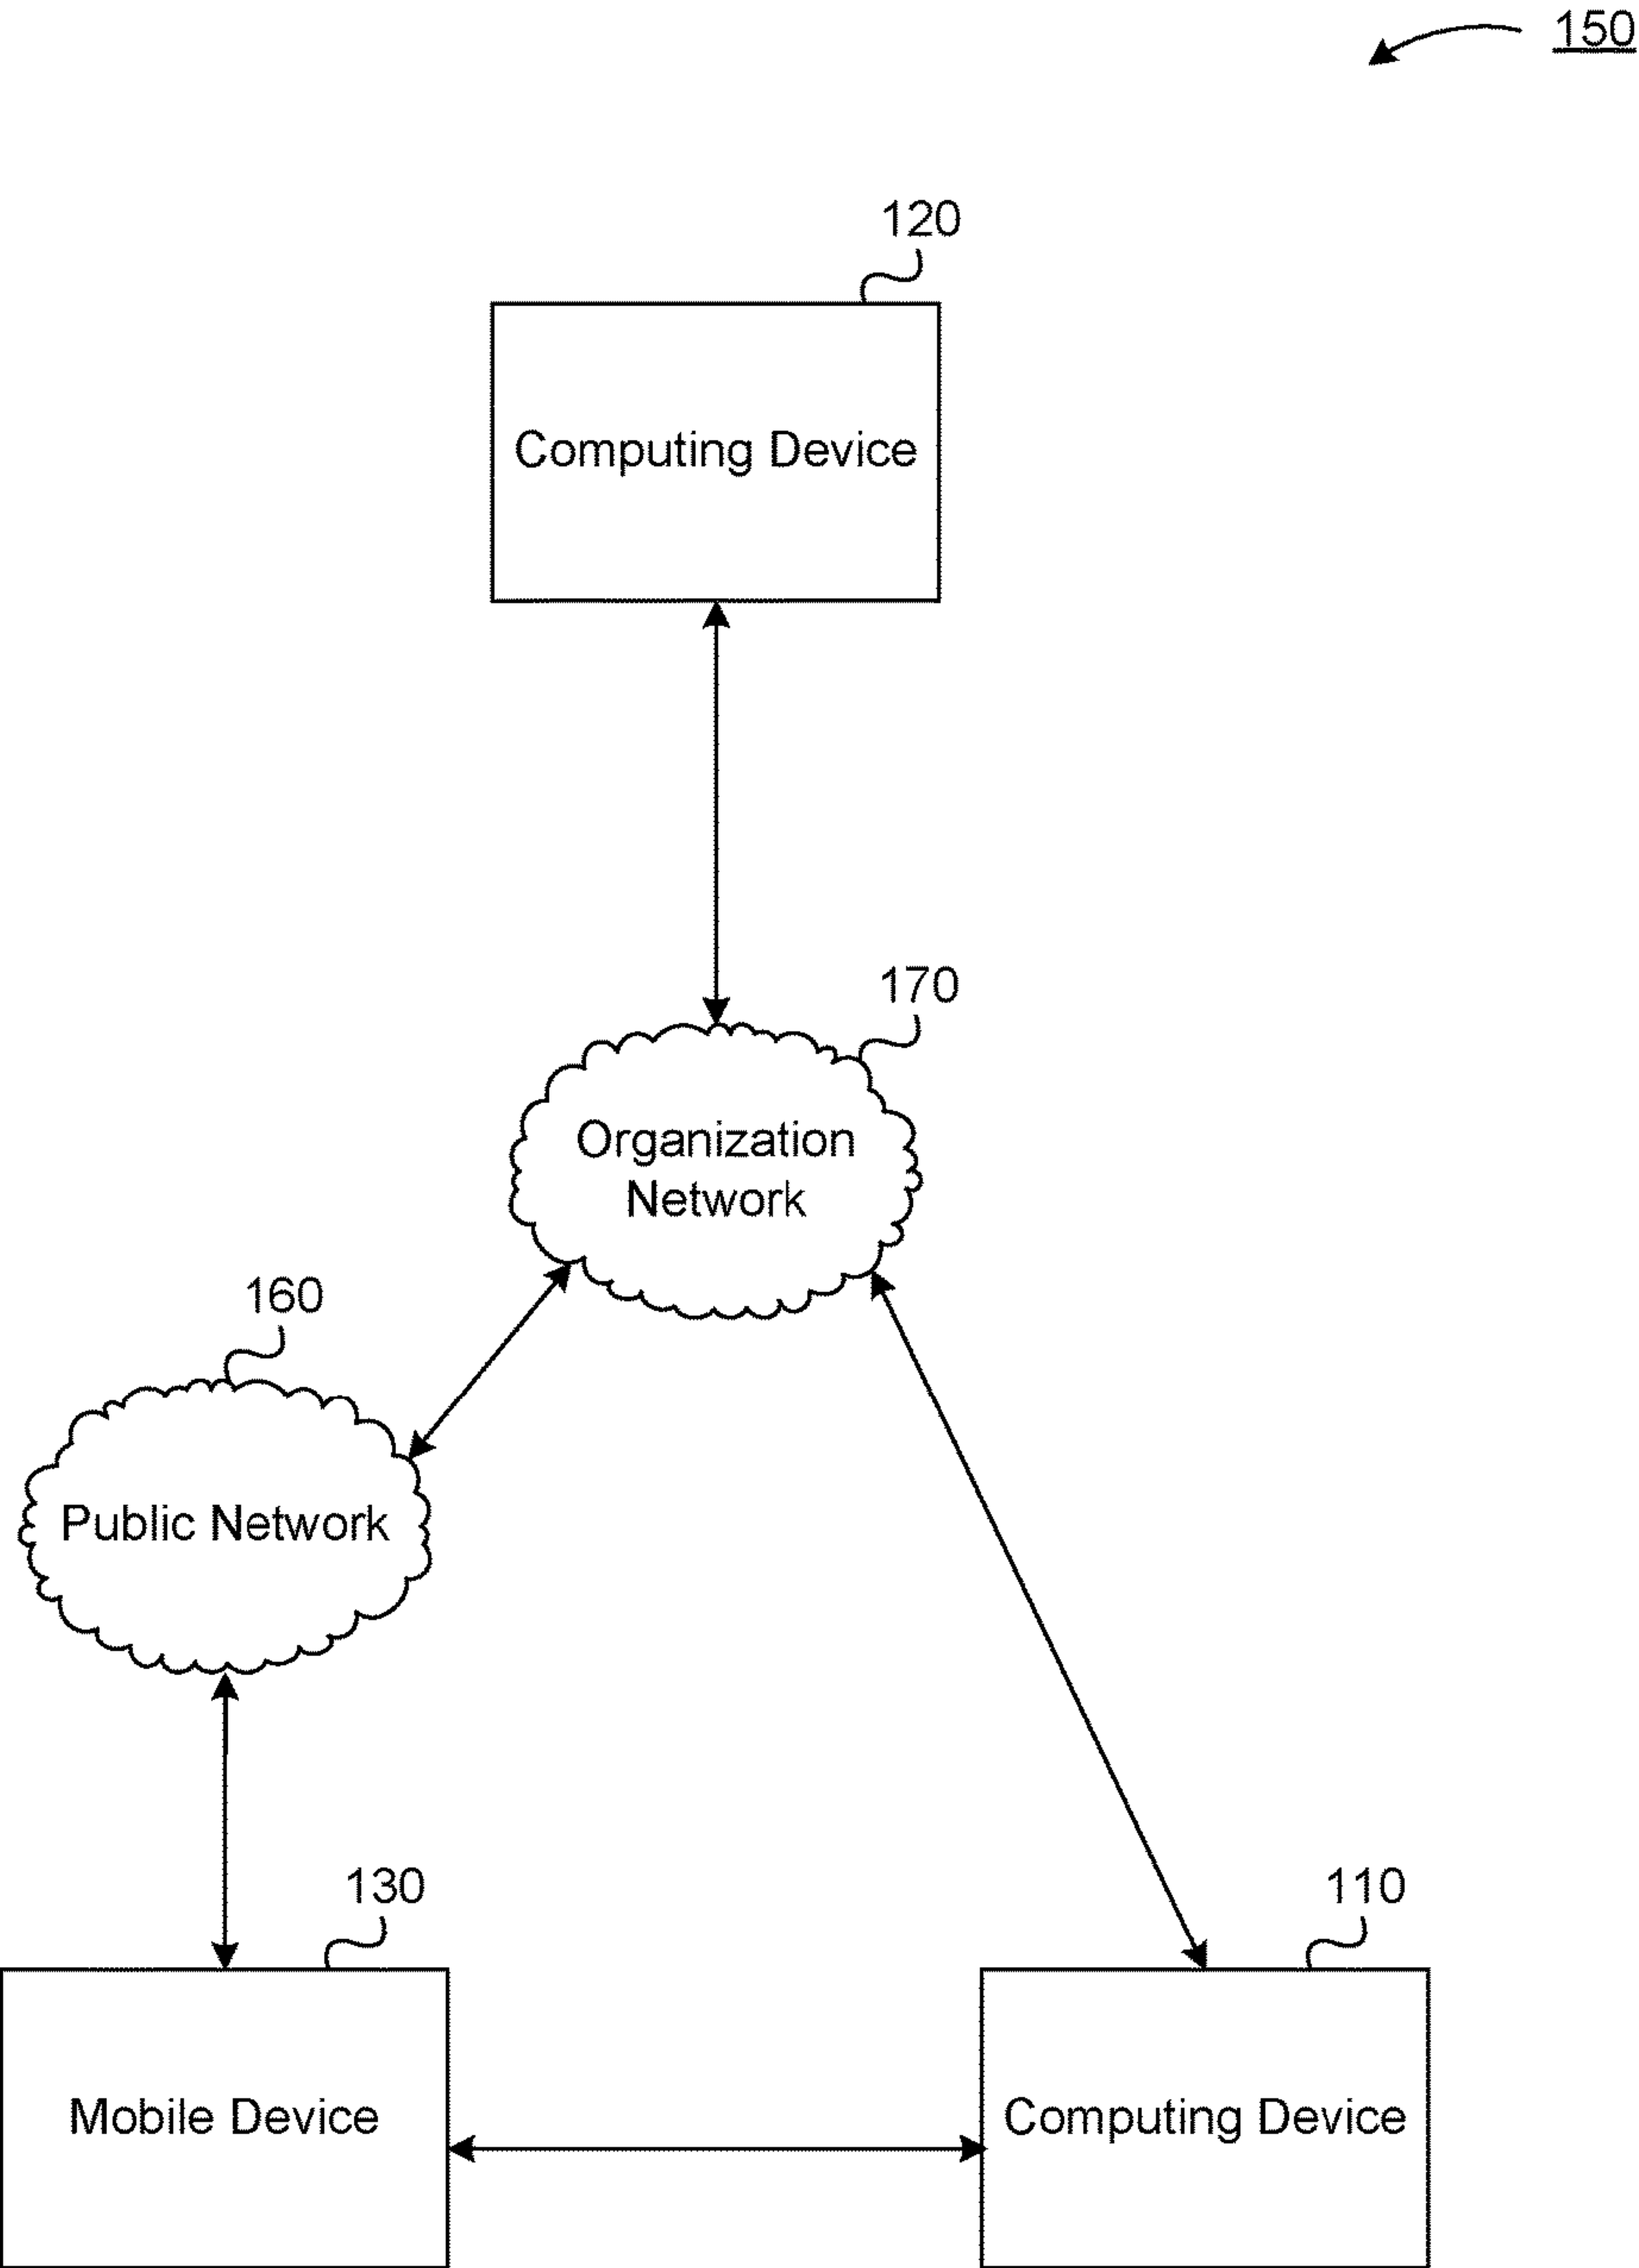 150
120
Computing Device
170
Organization
Network
160
Public Network
130
110
Mobile Device
Computing Device